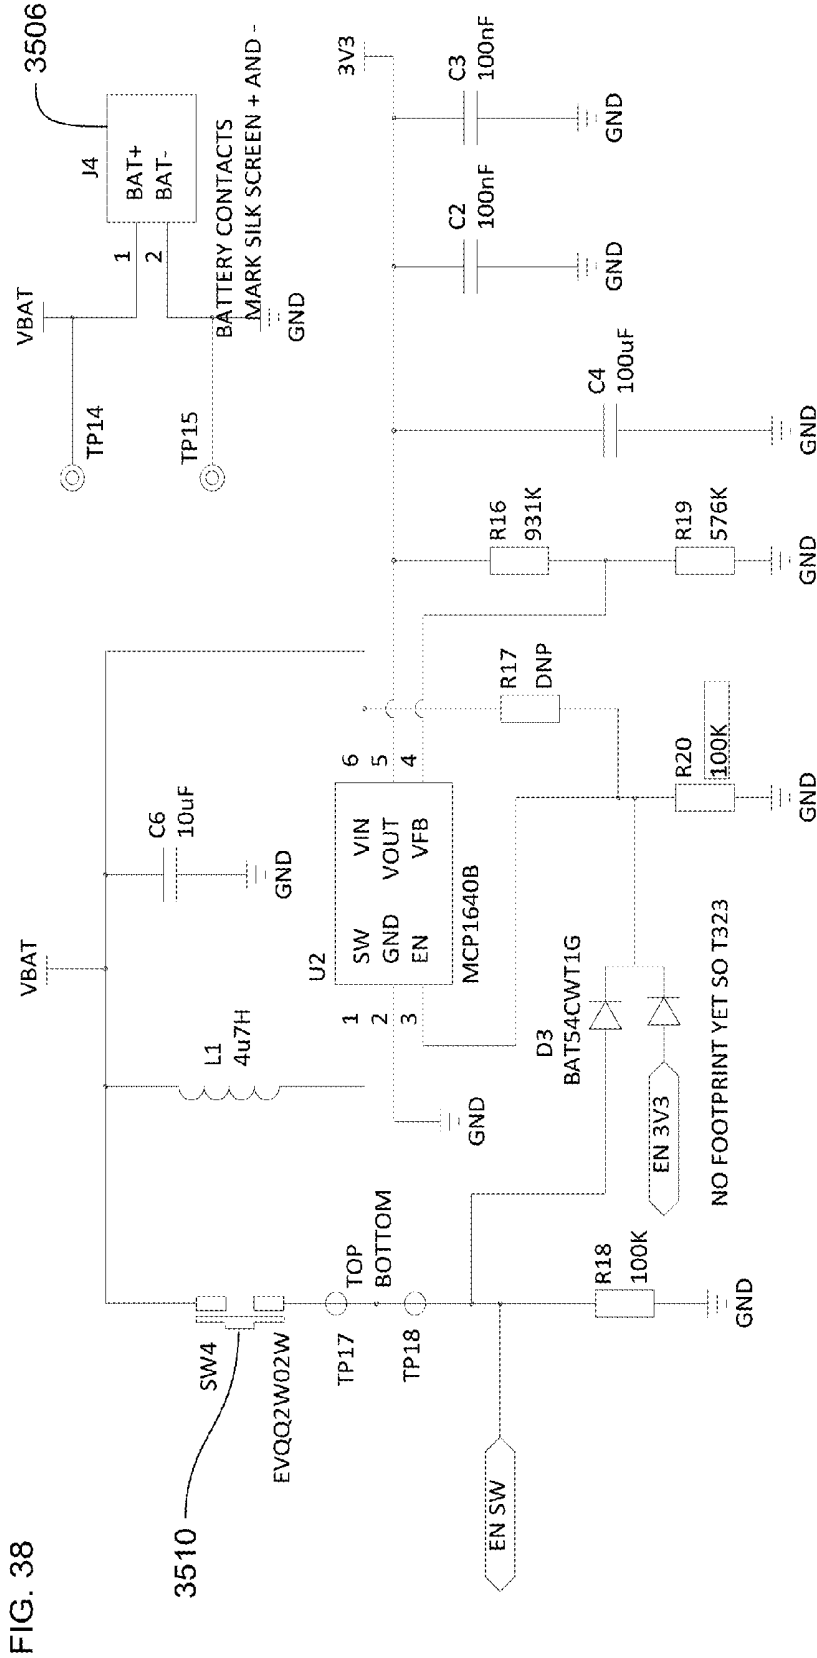 FIG. 38
3510
SW4
EVQQ2W02W
TP17
TOP
TP18
BOTTOM
EN SW
R18
100K
GND
L1
4u7H
VBAT
C6
10uF
GND
U2
1
2
3
SW
GND
EN
VIN
VOUT
VFB
6
5
4
MCP1640B
GND
D3
BAT54CWT1G
EN 3V3
NO FOOTPRINT YET SO T323
R17
DNP
R20
100K
GND
R16
931K
R19
576K
GND
C4
100uF
GND
C2
100nF
GND
C3
100nF
GND
3V3
VBAT
TP14
TP15
1
2
J4
BAT+
BAT-
3506
BATTERY CONTACTS
MARK SILK SCREEN + AND -
GND